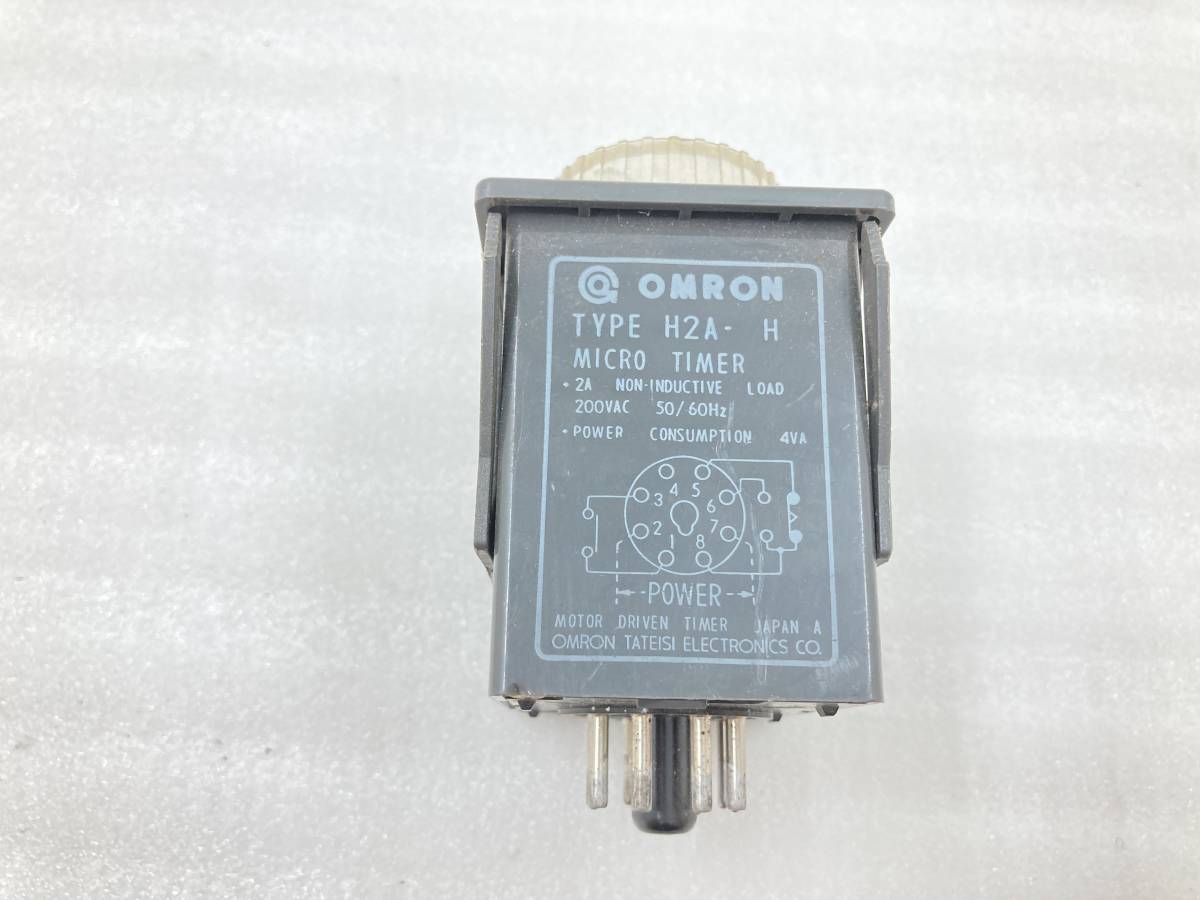 OMRON
TYPE H2A- H
MICRO TIMER
• 2A NON-INDUCTIVE LOAD
200VAC 50/60Hz
• POWER CONSUMPTION 4VA
4 5
3 6
2 7
1 8
POWER
MOTOR DRIVEN TIMER JAPAN A
OMRON TATEISI ELECTRONICS CO.